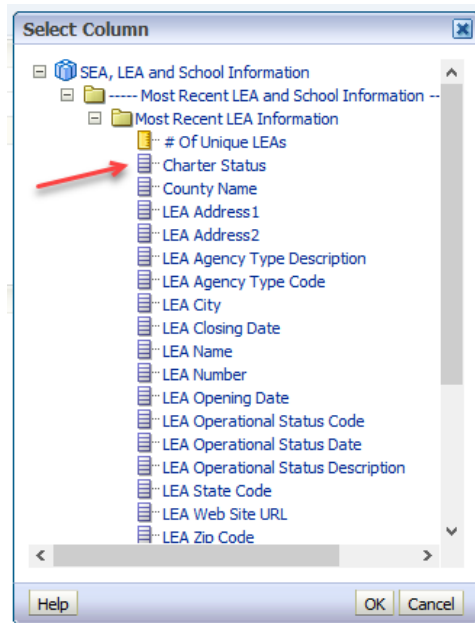 Select Column
SEA, LEA and School Information
----- Most Recent LEA and School Information --
Most Recent LEA Information
# Of Unique LEAs
Charter Status
County Name
LEA Address1
LEA Address2
LEA Agency Type Description
LEA Agency Type Code
LEA City
LEA Closing Date
LEA Name
LEA Number
LEA Opening Date
LEA Operational Status Code
LEA Operational Status Date
LEA Operational Status Description
LEA State Code
LEA Web Site URL
LEA Zip Code
Help OK Cancel